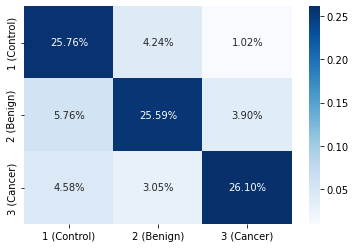 1 (Control)
25.76% 4.24% 1.02%
2 (Benign)
5.76% 25.59% 3.90%
3 (Cancer)
4.58% 3.05% 26.10%
1 (Control) 2 (Benign) 3 (Cancer)
0.25
0.20
0.15
0.10
0.05